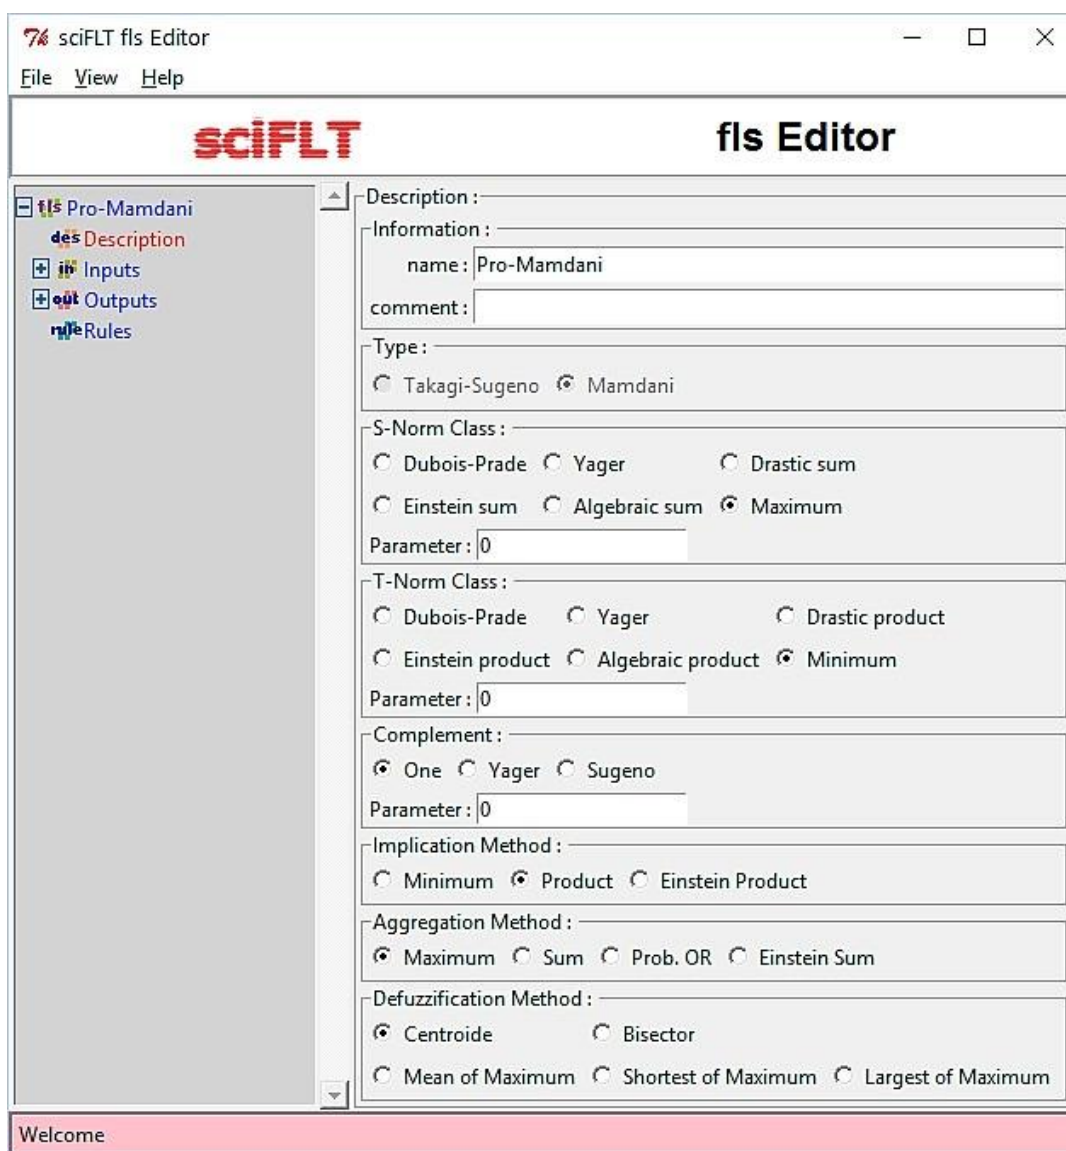 sciFLT fls Editor
File View Help
sciFLT fls Editor
fls Pro-Mamdani
des Description
in Inputs
out Outputs
rule Rules
Description :
Information :
name : Pro-Mamdani
comment :
Type :
Takagi-Sugeno Mamdani
S-Norm Class :
Dubois-Prade Yager Drastic sum
Einstein sum Algebraic sum Maximum
Parameter : 0
T-Norm Class :
Dubois-Prade Yager Drastic product
Einstein product Algebraic product Minimum
Parameter : 0
Complement :
One Yager Sugeno
Parameter : 0
Implication Method :
Minimum Product Einstein Product
Aggregation Method :
Maximum Sum Prob. OR Einstein Sum
Defuzzification Method :
Centroide Bisector
Mean of Maximum Shortest of Maximum Largest of Maximum
Welcome